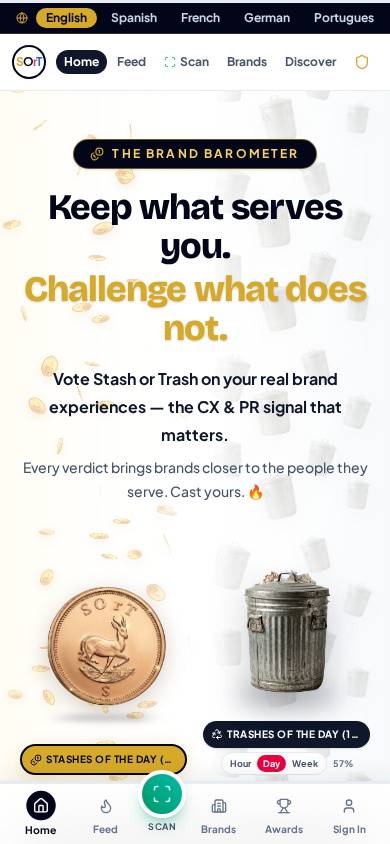 English Spanish French German Portugues
SOrT Home Feed Scan Brands Discover
THE BRAND BAROMETER
Keep what serves
you.
Challenge what does
not.
Vote Stash or Trash on your real brand
experiences — the CX & PR signal that
matters.
Every verdict brings brands closer to the people they
serve. Cast yours. 🔥
SOrT
S
STASHES OF THE DAY (...
TRASHES OF THE DAY (1...
Hour Day Week 57%
Home Feed SCAN Brands Awards Sign In